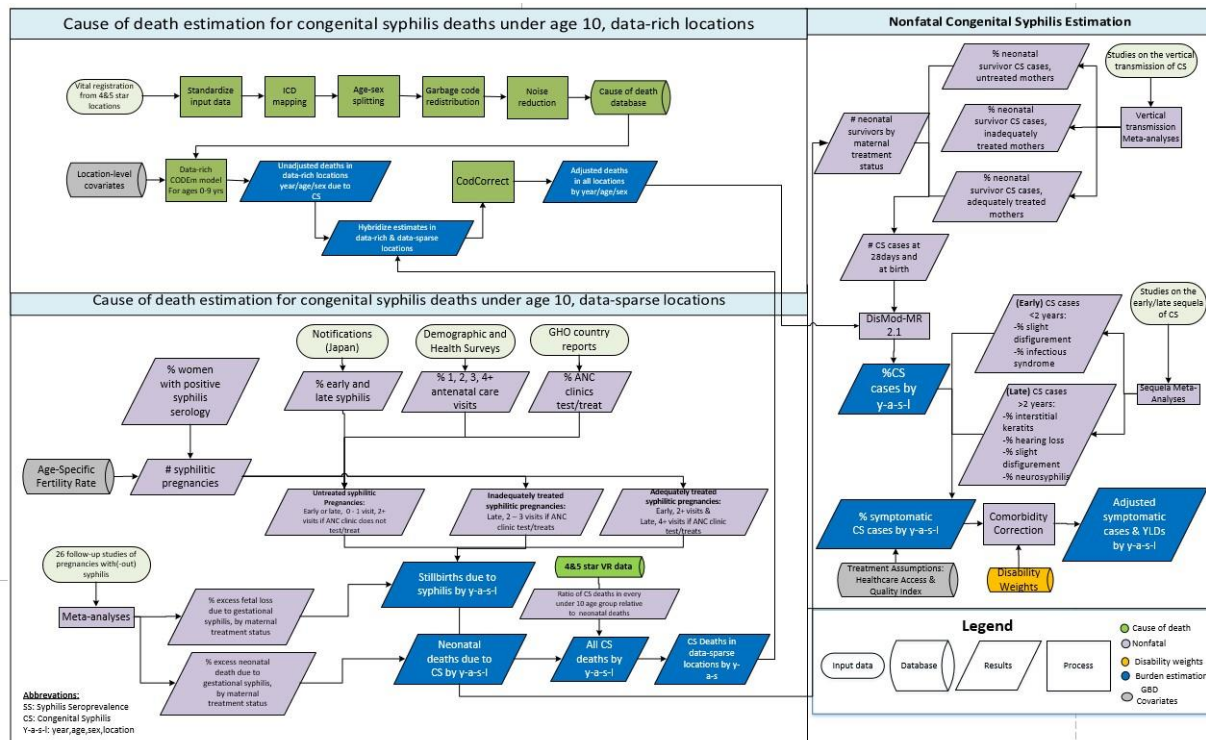 Cause of death estimation for congenital syphilis deaths under age 10, data-rich locations
Vital registration
from 4&5 star
locations
Standardize
input data
ICD
mapping
Age-sex
splitting
Garbage code
redistribution
Noise
reduction
Cause of death
database
Location-level
covariates
Data-rich
CODEm model
For ages 0-9 yrs
Unadjusted deaths in
data-rich locations
year/age/sex due to
CS
CodCorrect
Adjusted deaths
in all locations
by year/age/sex
Hybridize estimates in
data-rich & data-sparse
locations
Cause of death estimation for congenital syphilis deaths under age 10, data-sparse locations
Notifications
(Japan)
Demographic and
Health Surveys
GHO country
reports
% women
with positive
syphilis
serology
% early and
late syphilis
% 1, 2, 3, 4+
antenatal care
visits
% ANC
clinics
test/treat
Age-Specific
Fertility Rate
# syphilitic
pregnancies
Untreated syphilitic
Pregnancies:
Early or late, 0 - 1 visit, 2+
visits if ANC clinic does not
test/treat
Inadequately treated
syphilitic pregnancies:
Late, 2 – 3 visits if ANC
clinic test/treats
Adequately treated
syphilitic pregnancies:
Early, 2+ visits &
Late, 4+ visits if ANC clinic
test/treats
26 follow-up studies of
pregnancies with(-out)
syphilis
Meta-analyses
% excess fetal loss
due to gestational
syphilis, by maternal
treatment status
% excess neonatal
death due to
gestational syphilis,
by maternal
treatment status
Stillbirths due to
syphilis by y-a-s-l
Neonatal
deaths due to
CS by y-a-s-l
4&5 star VR data
Ratio of CS deaths in every
under 10 age group relative
to neonatal deaths
All CS
deaths by
y-a-s-l
CS Deaths in
data-sparse
locations by y-
a-s
Abbrevations:
SS: Syphilis Seroprevalence
CS: Congenital Syphilis
Y-a-s-l: year,age,sex,location
Nonfatal Congenital Syphilis Estimation
% neonatal
survivor CS cases,
untreated mothers
Studies on the vertical
transmission of CS
# neonatal
survivors by
maternal
treatment
status
% neonatal
survivor CS cases,
inadequately
treated mothers
Vertical
transmission
Meta-analyses
% neonatal
survivor CS cases,
adequately treated
mothers
# CS cases at
28days and
at birth
DisMod-MR
2.1
(Early) CS cases
<2 years:
-% slight
disfigurement
-% infectious
syndrome
Studies on the
early/late sequela
of CS
%CS
cases by
y-a-s-l
(Late) CS cases
>2 years:
-% interstitial
keratits
-% hearing loss
-% slight
disfigurement
-% neurosyphilis
Sequela Meta-
Analyses
% symptomatic
CS cases by y-a-s-l
Comorbidity
Correction
Adjusted
symptomatic
cases & YLDs
by y-a-s-l
Treatment Assumptions:
Healthcare Access &
Quality Index
Disability
Weights
Legend
Input data
Database
Results
Process
Cause of death
Nonfatal
Disability weights
Burden estimation
GBD
Covariates